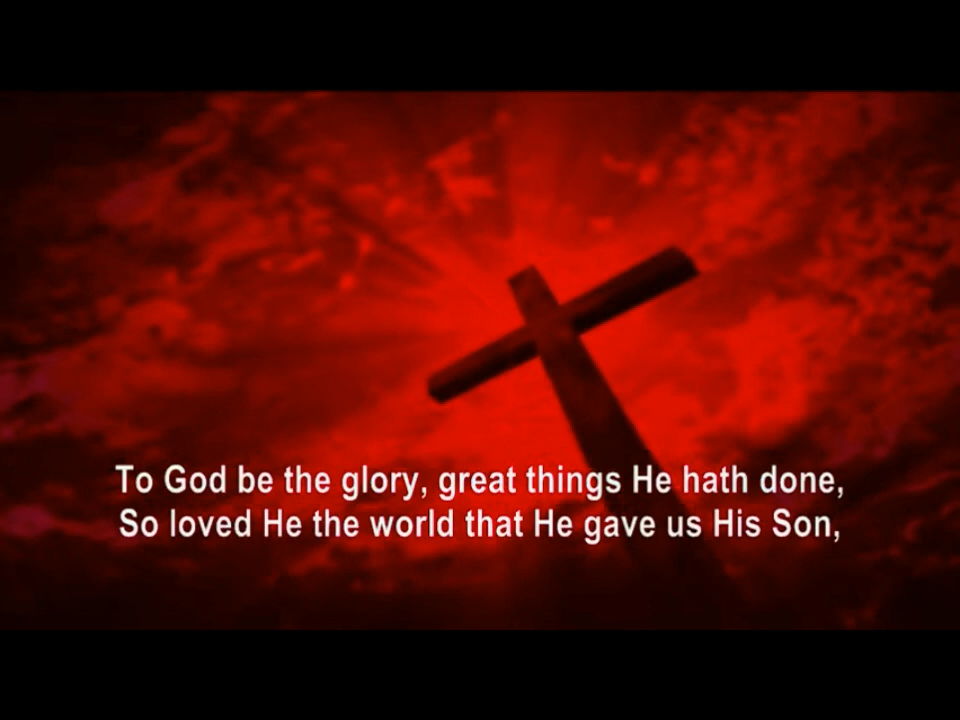 To God be the glory, great things He hath done,
So loved He the world that He gave us His Son,